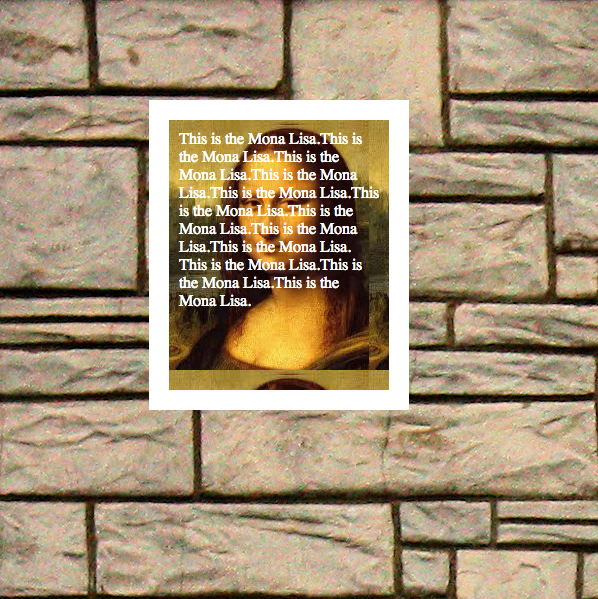 This is the Mona Lisa.This is
the Mona Lisa.This is the
Mona Lisa.This is the Mona
Lisa.This is the Mona Lisa.This
is the Mona Lisa.This is the
Mona Lisa.This is the Mona
Lisa.This is the Mona Lisa.
This is the Mona Lisa.This is
the Mona Lisa.This is the
Mona Lisa.